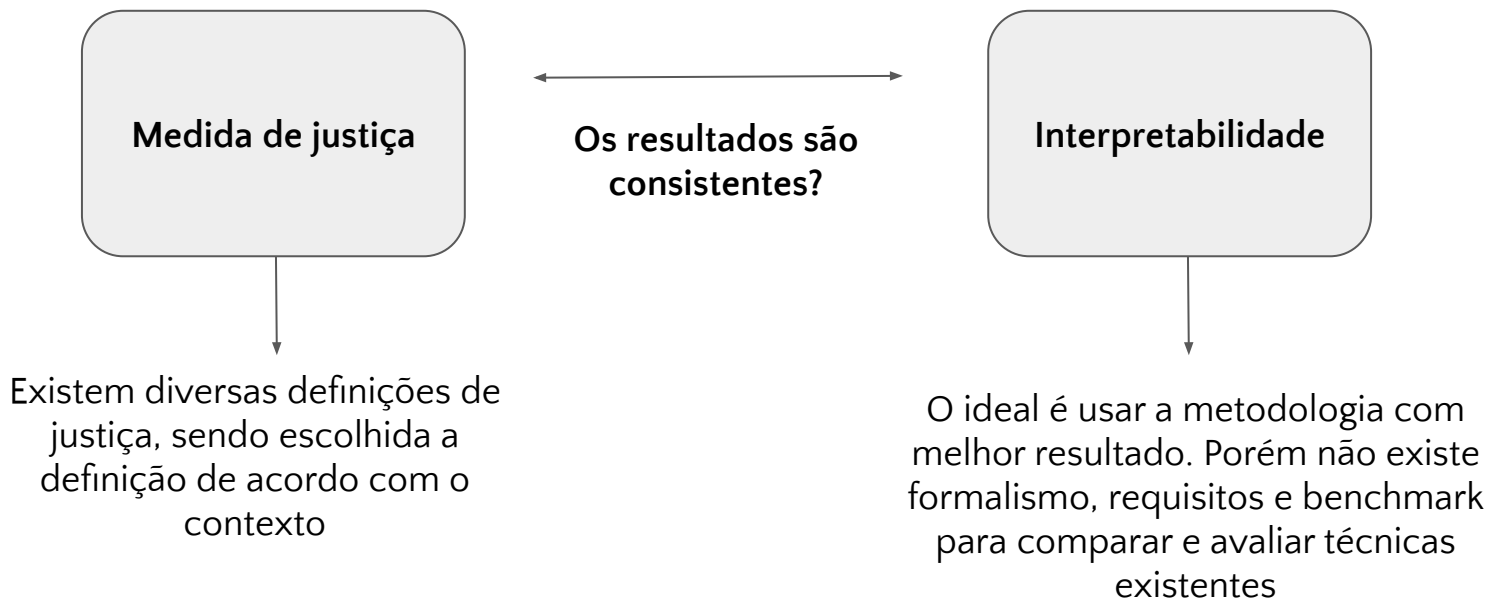 Medida de justiça
Os resultados são
consistentes?
Interpretabilidade
Existem diversas definições de
justiça, sendo escolhida a
definição de acordo com o
contexto
O ideal é usar a metodologia com
melhor resultado. Porém não existe
formalismo, requisitos e benchmark
para comparar e avaliar técnicas
existentes